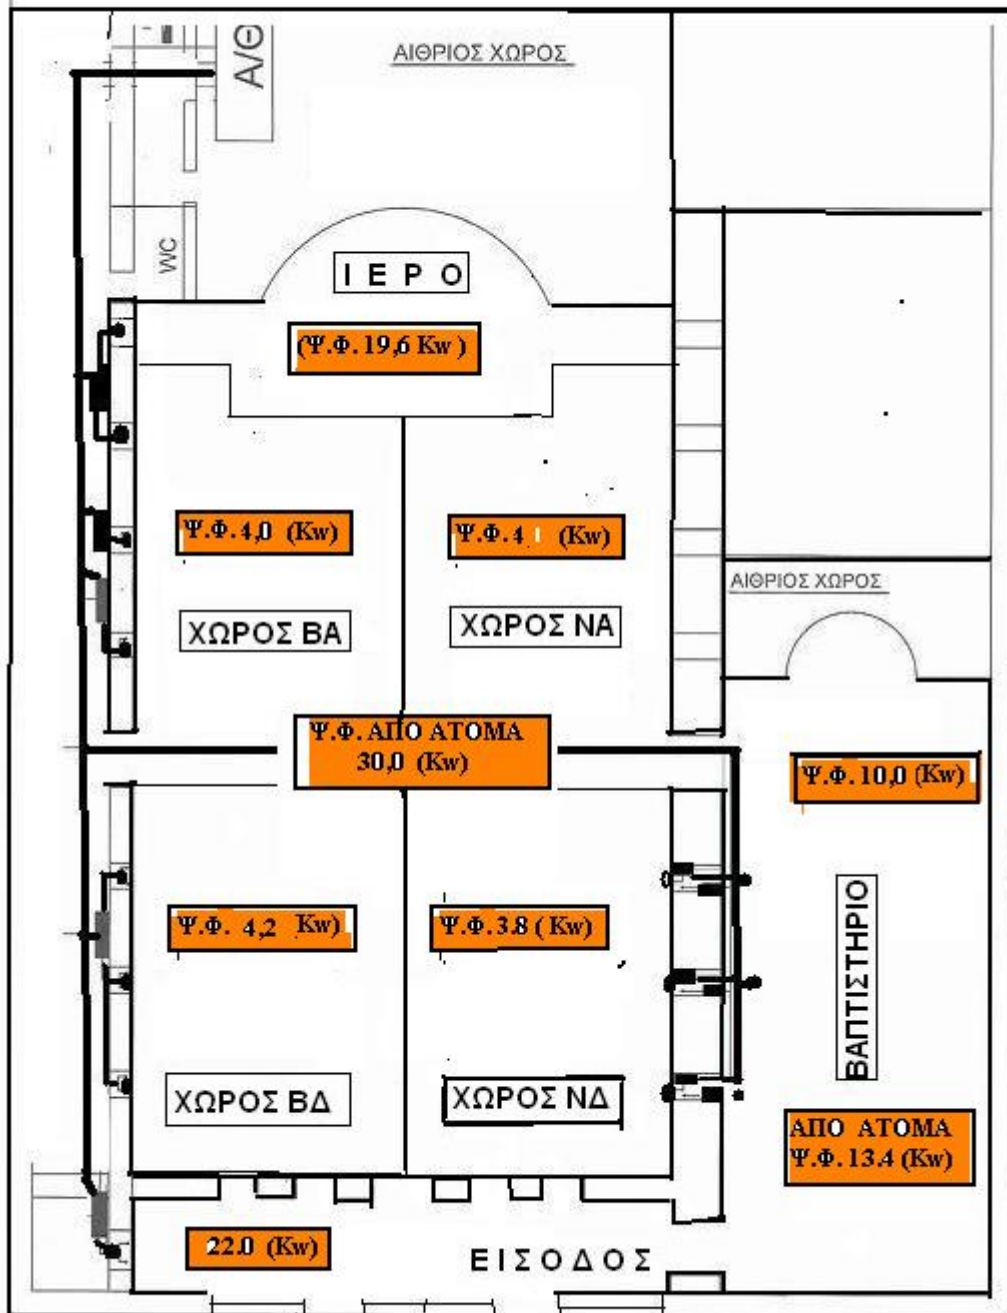 Α/Θ
ΑΙΘΡΙΟΣ ΧΩΡΟΣ
WC
Ι Ε Ρ Ο
(Ψ.Φ. 19,6 Kw )
Ψ.Φ. 4,0 (Kw)
Ψ.Φ. 4 (Kw)
ΑΙΘΡΙΟΣ ΧΩΡΟΣ
ΧΩΡΟΣ ΒΑ
ΧΩΡΟΣ ΝΑ
Ψ.Φ. ΑΠΟ ΑΤΟΜΑ
30,0 (Kw)
Ψ.Φ. 10,0 (Kw)
Ψ.Φ. 4,2 Kw)
Ψ.Φ. 3.8 ( Kw)
ΒΑΠΤΙΣΤΗΡΙΟ
ΧΩΡΟΣ ΒΔ
ΧΩΡΟΣ ΝΔ
ΑΠΟ ΑΤΟΜΑ
Ψ.Φ. 13.4 (Kw)
22.0 (Kw)
Ε Ι Σ Ο Δ Ο Σ